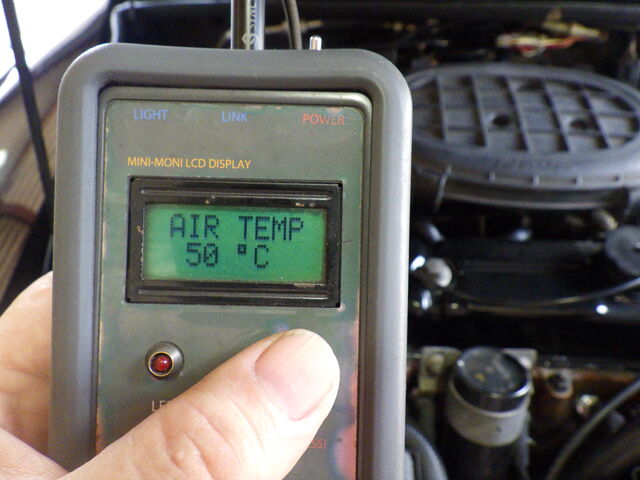 LIGHT LINK POWER
MINI-MONI LCD DISPLAY
AIR TEMP
50 °C